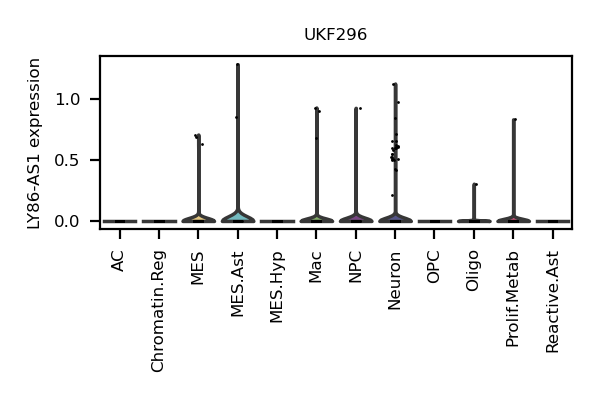 UKF296
LY86-AS1 expression
1.0
0.5
0.0
AC
Chromatin.Reg
MES
MES.Ast
MES.Hyp
Mac
NPC
Neuron
OPC
Oligo
Prolif.Metab
Reactive.Ast